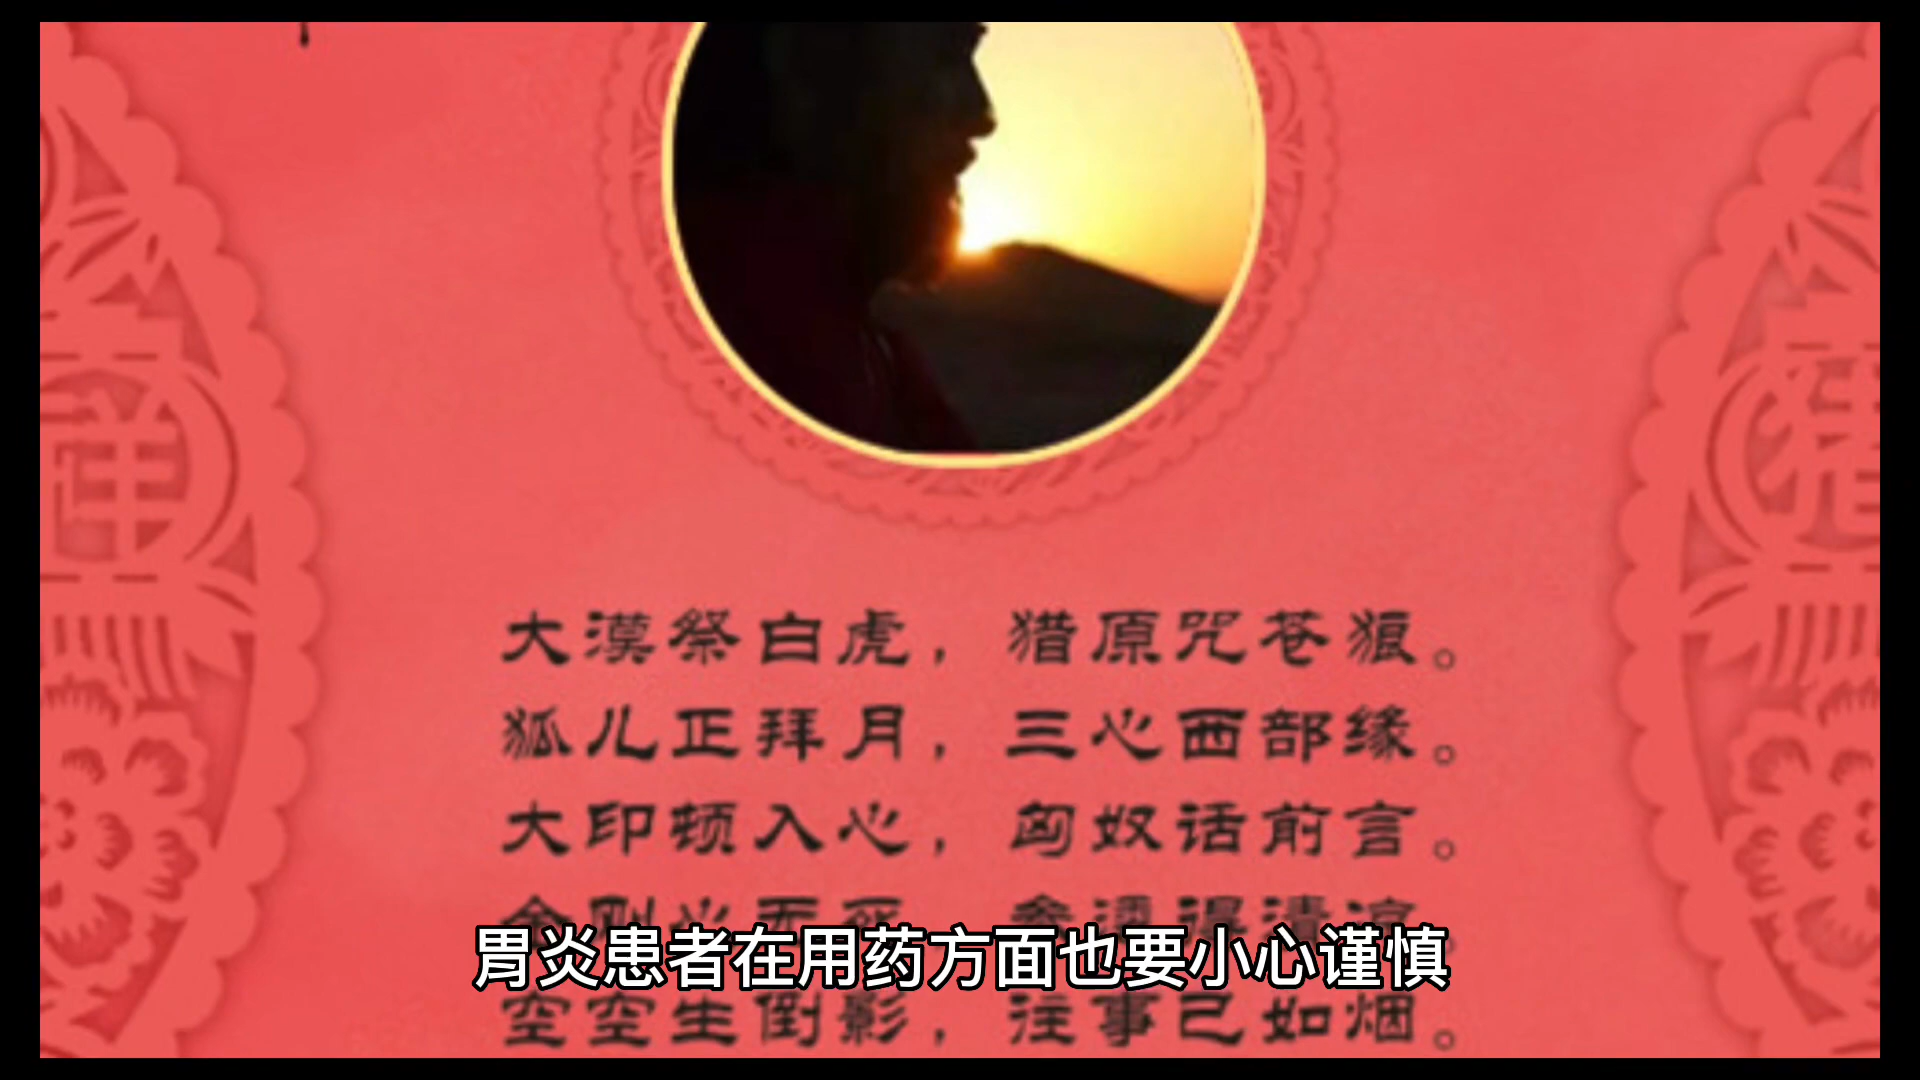 大漠祭白虎，猎原咒苍狼。
狐儿正拜月，三心西部缘。
大印顿入心，匈奴话前言。
胃炎患者在用药方面也要小心谨慎
空空生倒影，往事已如烟。